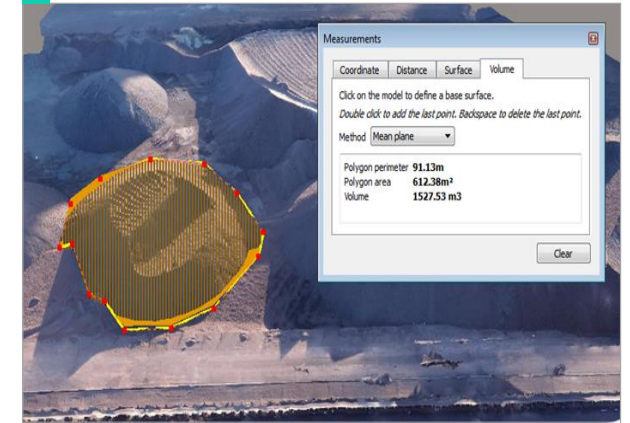 Measurements
Coordinate Distance Surface Volume
Click on the model to define a base surface.
Double click to add the last point. Backspace to delete the last point.
Method Mean plane
Polygon perimeter 91.13m
Polygon area 612.38m²
Volume 1527.53 m3
Clear